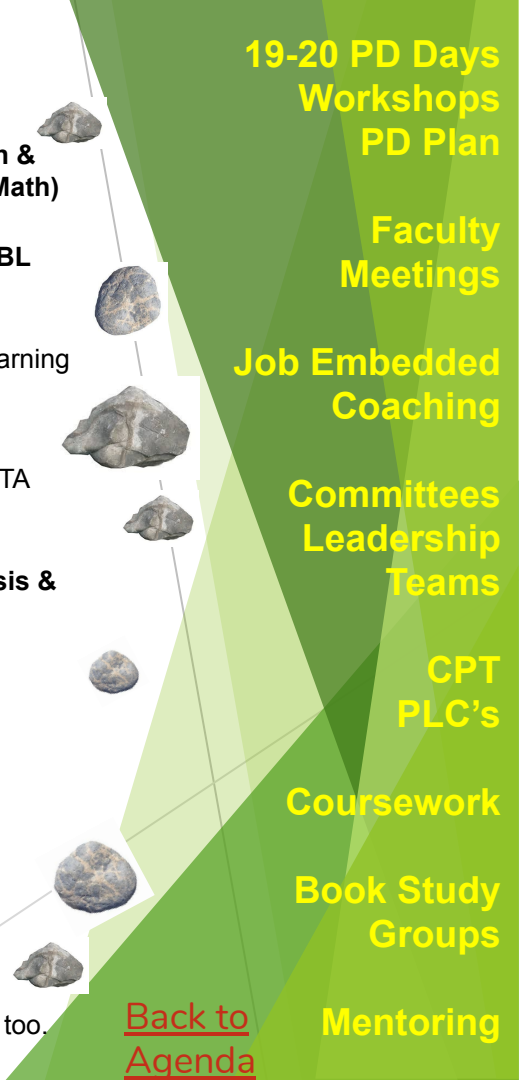 n &
Math)
BL
arning
TA
sis &
too.
19-20 PD Days
Workshops
PD Plan
Faculty
Meetings
Job Embedded
Coaching
Committees
Leadership
Teams
CPT
PLC’s
Coursework
Book Study
Groups
Mentoring
Back to
Agenda